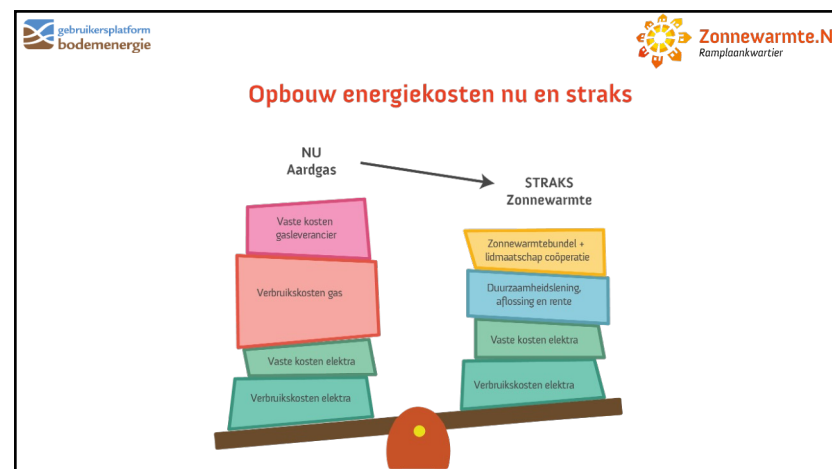 gebruikersplatform
bodemenergie
Zonnewarmte.N
Ramplaankwartier
Opbouw energiekosten nu en straks
NU
Aardgas
STRAKS
Zonnewarmte
Vaste kosten
gasleverancier
Verbruikskosten gas
Vaste kosten elektra
Verbruikskosten elektra
Zonnewarmtebundel +
lidmaatschap coöperatie
Duurzaamheidslening,
aflossing en rente
Vaste kosten elektra
Verbruikskosten elektra